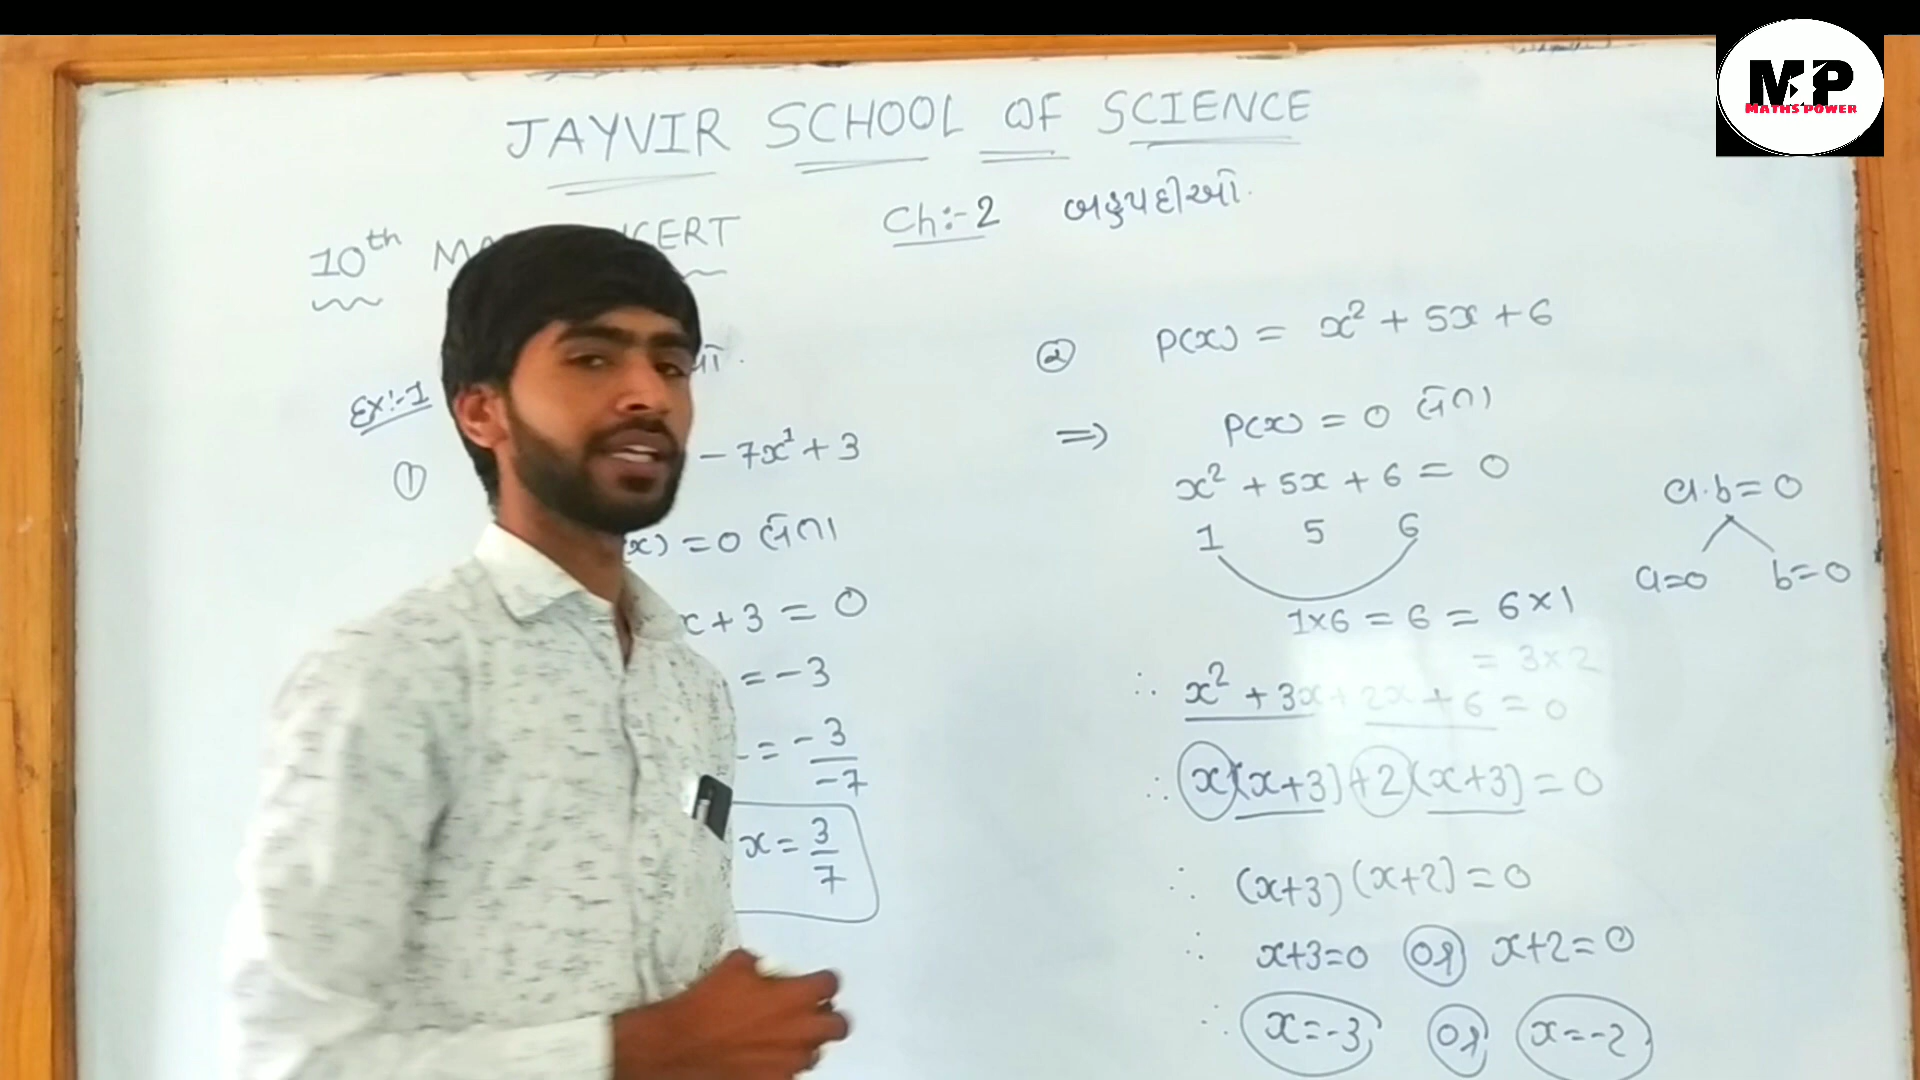 MP
MATHS POWER
JAYVIR SCHOOL OF SCIENCE
10th NCERT
Ch:-2 બહુપદીઓ.
Ex:-1
① - 7x¹ + 3
(x) = 0 લેતા
x + 3 = 0
= -3
= -3/-7
x = 3/7
② P(x) = x² + 5x + 6
⇒ P(x) = 0 લેતા
x² + 5x + 6 = 0
1 5 6
1×6 = 6 = 6×1
= 3×2
∴ x² + 3x + 2x + 6 = 0
∴ x(x+3) + 2(x+3) = 0
∴ (x+3)(x+2) = 0
∴ x+3=0 or x+2=0
∴ x=-3 or x=-2
a.b=0
a=0 b=0